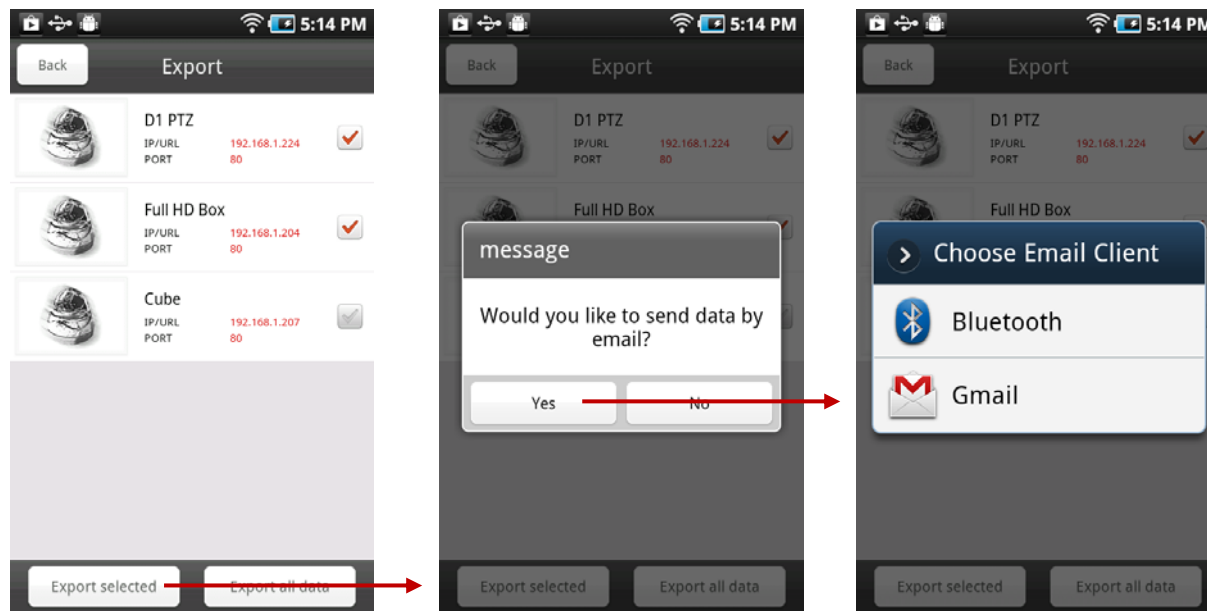 5:14 PM
Back
Export
D1 PTZ
IP/URL 192.168.1.224
PORT 80
Full HD Box
IP/URL 192.168.1.204
PORT 80
Cube
IP/URL 192.168.1.207
PORT 80
Export selected
Export all data
5:14 PM
Back
Export
D1 PTZ
IP/URL 192.168.1.224
PORT 80
Full HD Box
message
Would you like to send data by
email?
Yes
No
Export selected
Export all data
5:14 PM
Back
Export
D1 PTZ
IP/URL 192.168.1.224
PORT 80
Full HD Box
Choose Email Client
Bluetooth
Gmail
Export selected
Export all data